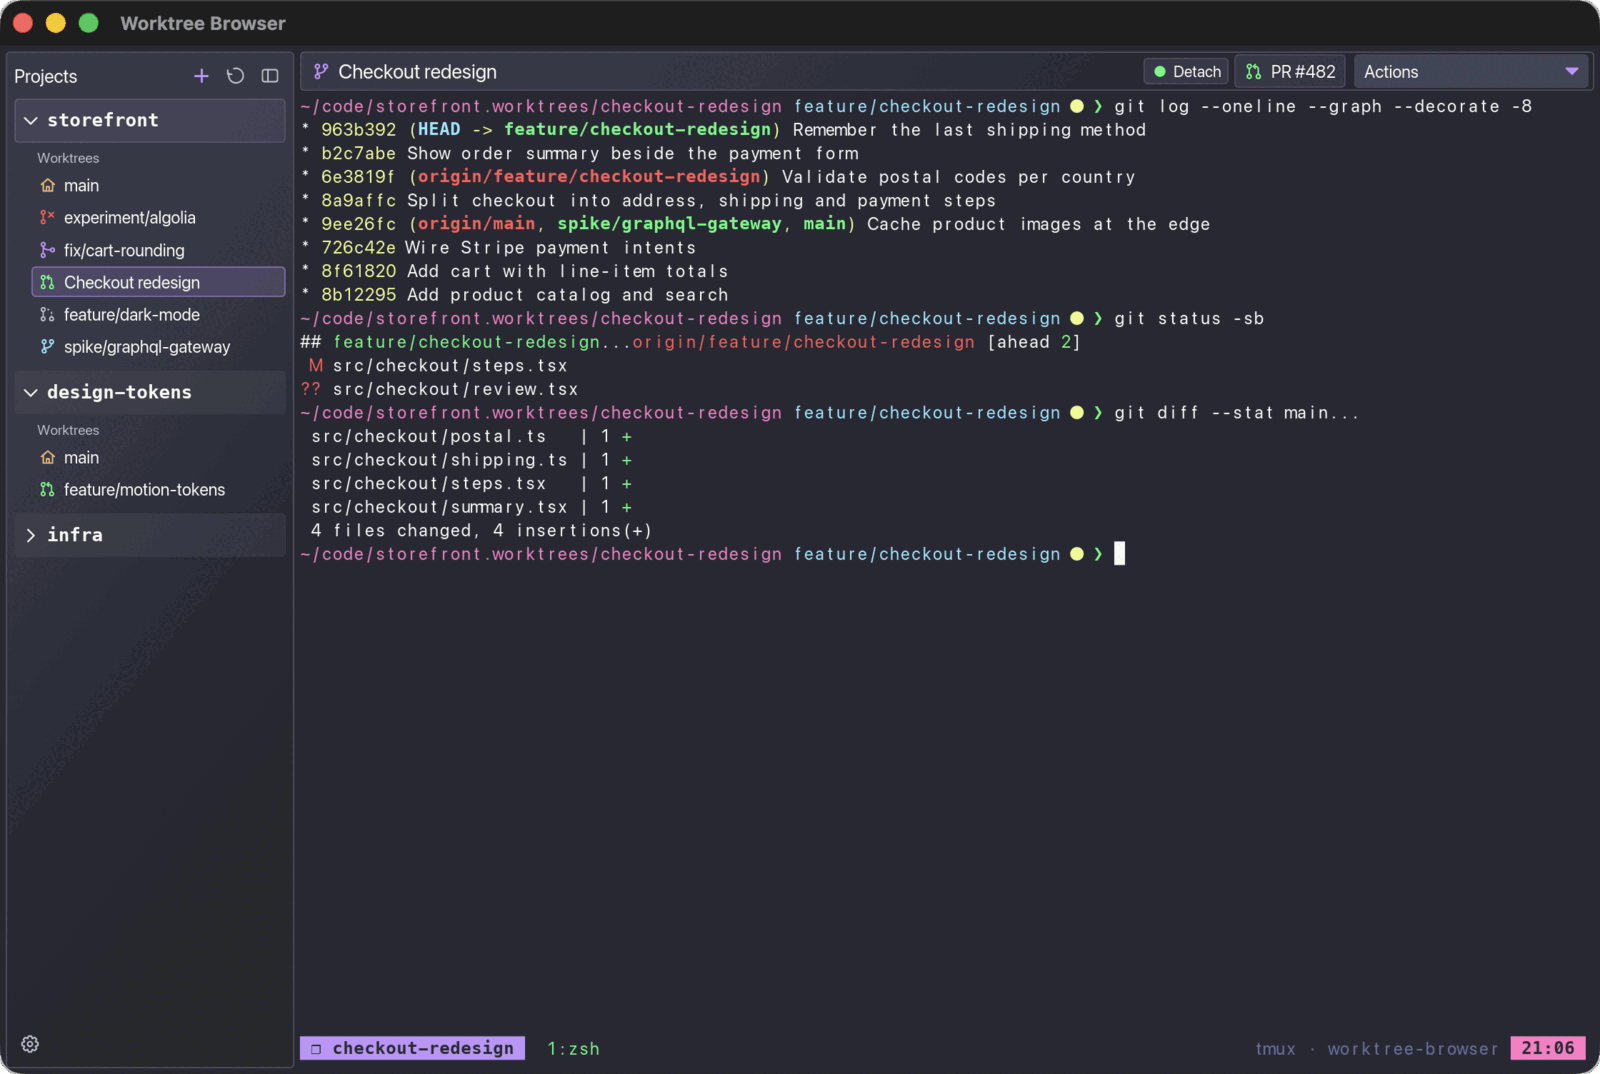 Worktree Browser
Projects
storefront
Worktrees
main
experiment/algolia
fix/cart-rounding
Checkout redesign
feature/dark-mode
spike/graphql-gateway
design-tokens
Worktrees
main
feature/motion-tokens
infra
Checkout redesign
Detach
PR #482
Actions
~/code/storefront.worktrees/checkout-redesign feature/checkout-redesign ● ❯ git log --oneline --graph --decorate -8
* 963b392 (HEAD -> feature/checkout-redesign) Remember the last shipping method
* b2c7abe Show order summary beside the payment form
* 6e3819f (origin/feature/checkout-redesign) Validate postal codes per country
* 8a9affc Split checkout into address, shipping and payment steps
* 9ee26fc (origin/main, spike/graphql-gateway, main) Cache product images at the edge
* 726c42e Wire Stripe payment intents
* 8f61820 Add cart with line-item totals
* 8b12295 Add product catalog and search
~/code/storefront.worktrees/checkout-redesign feature/checkout-redesign ● ❯ git status -sb
## feature/checkout-redesign...origin/feature/checkout-redesign [ahead 2]
 M src/checkout/steps.tsx
?? src/checkout/review.tsx
~/code/storefront.worktrees/checkout-redesign feature/checkout-redesign ● ❯ git diff --stat main...
 src/checkout/postal.ts   | 1 +
 src/checkout/shipping.ts | 1 +
 src/checkout/steps.tsx   | 1 +
 src/checkout/summary.tsx | 1 +
 4 files changed, 4 insertions(+)
~/code/storefront.worktrees/checkout-redesign feature/checkout-redesign ● ❯
❐ checkout-redesign 1:zsh tmux · worktree-browser 21:06